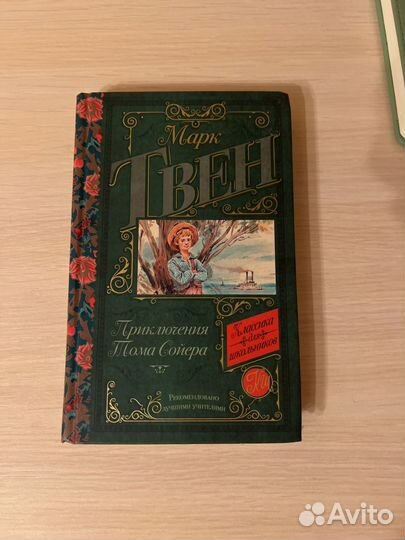 Марк
ТВЕН
Приключения
Тома Сойера
Классика
для
школьников
Рекомендовано
лучшими учителями
Avito